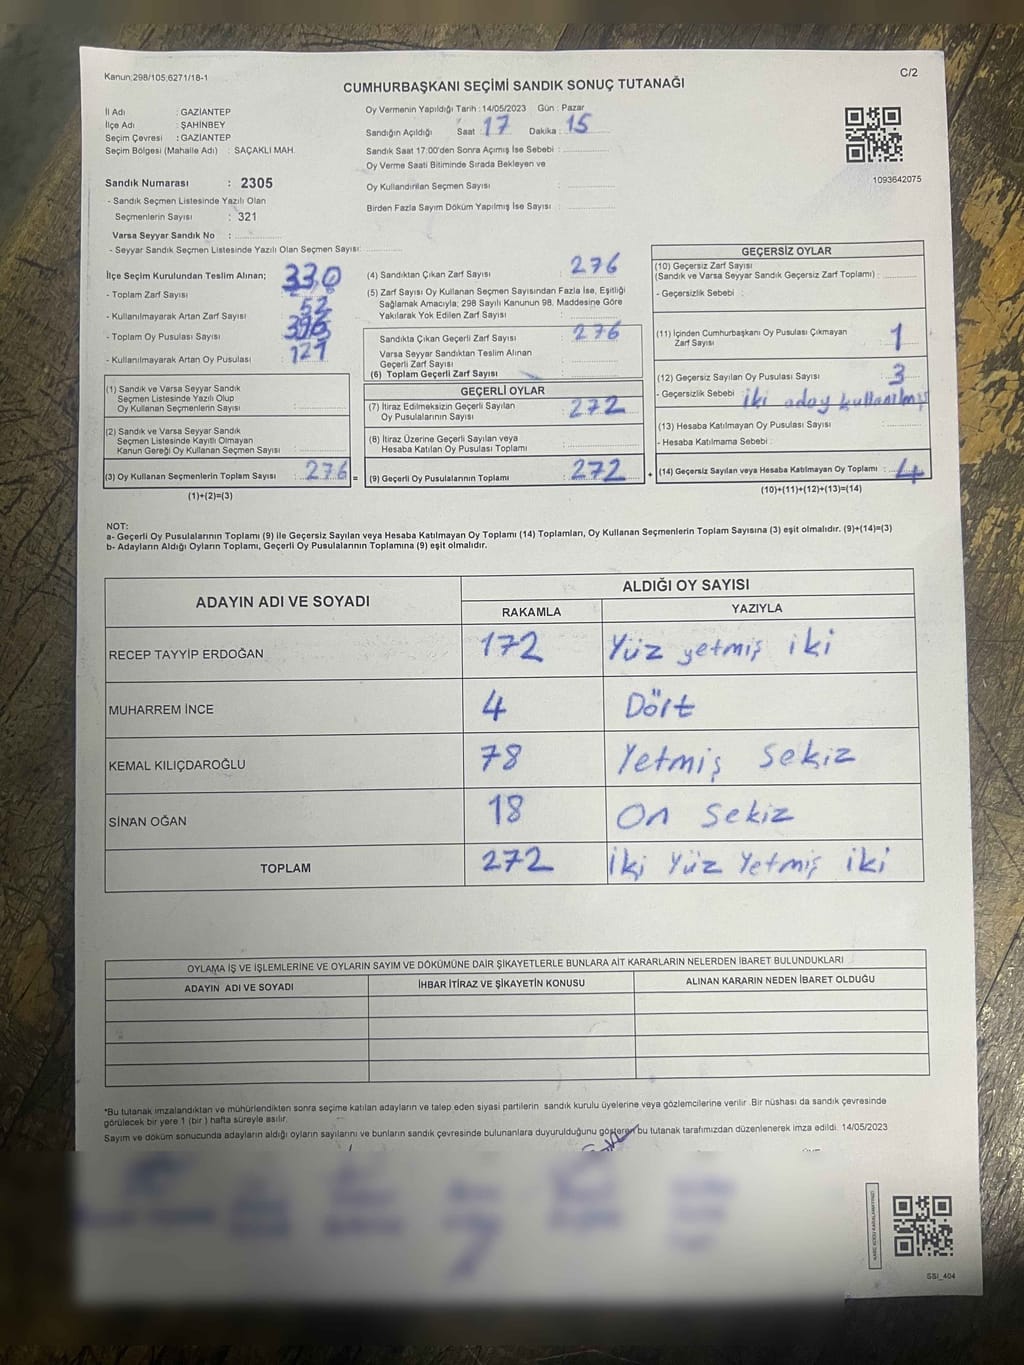 Kanun;298/105;6271/18-1
C/2
CUMHURBAŞKANI SEÇİMİ SANDIK SONUÇ TUTANAĞI
İl Adı : GAZİANTEP
İlçe Adı : ŞAHİNBEY
Seçim Çevresi : GAZİANTEP
Seçim Bölgesi (Mahalle Adı) : SAÇAKLI MAH.
Oy Vermenin Yapıldığı Tarih : 14/05/2023 Gün : Pazar
Sandığın Açıldığı Saat : 17 Dakika : 15
Sandık Saat 17:00'den Sonra Açımış İse Sebebi :
Oy Verme Saati Bitiminde Sırada Bekleyen ve
Oy Kullandırılan Seçmen Sayısı :
Birden Fazla Sayım Döküm Yapılmış İse Sayısı :
1093642075
Sandık Numarası : 2305
- Sandık Seçmen Listesinde Yazılı Olan
Seçmenlerin Sayısı : 321
Varsa Seyyar Sandık No :
- Seyyar Sandık Seçmen Listesinde Yazılı Olan Seçmen Sayısı:
İlçe Seçim Kurulundan Teslim Alınan;
- Toplam Zarf Sayısı 330
- Kullanılmayarak Artan Zarf Sayısı 52
- Toplam Oy Pusulası Sayısı
- Kullanılmayarak Artan Oy Pusulası
(1) Sandık ve Varsa Seyyar Sandık
Seçmen Listesinde Yazılı Olup
Oy Kullanan Seçmenlerin Sayısı :
(2) Sandık ve Varsa Seyyar Sandık
Seçmen Listesinde Kayıtlı Olmayan
Kanun Gereği Oy Kullanan Seçmen Sayısı :
(3) Oy Kullanan Seçmenlerin Toplam Sayısı : 276 =
(1)+(2)=(3)
(4) Sandıktan Çıkan Zarf Sayısı : 276
(5) Zarf Sayısı Oy Kullanan Seçmen Sayısından Fazla İse, Eşitliği
Sağlamak Amacıyla; 298 Sayılı Kanunun 98. Maddesine Göre
Yakılarak Yok Edilen Zarf Sayısı :
Sandıkta Çıkan Geçerli Zarf Sayısı : 276
Varsa Seyyar Sandıktan Teslim Alınan
Geçerli Zarf Sayısı :
(6) Toplam Geçerli Zarf Sayısı :
GEÇERLİ OYLAR
(7) İtiraz Edilmeksizin Geçerli Sayılan
Oy Pusulalarının Sayısı : 272
(8) İtiraz Üzerine Geçerli Sayılan veya
Hesaba Katılan Oy Pusulası Toplamı :
(9) Geçerli Oy Pusulalarının Toplamı : 272 +
GEÇERSİZ OYLAR
(10) Geçersiz Zarf Sayısı
(Sandık ve Varsa Seyyar Sandık Geçersiz Zarf Toplamı) :
- Geçersizlik Sebebi :
(11) İçinden Cumhurbaşkanı Oy Pusulası Çıkmayan
Zarf Sayısı : 1
(12) Geçersiz Sayılan Oy Pusulası Sayısı : 3
- Geçersizlik Sebebi : iki aday kullanılmış
(13) Hesaba Katılmayan Oy Pusulası Sayısı :
- Hesaba Katılmama Sebebi :
(14) Geçersiz Sayılan veya Hesaba Katılmayan Oy Toplamı : 4
(10)+(11)+(12)+(13)=(14)
NOT:
a- Geçerli Oy Pusulalarının Toplamı (9) ile Geçersiz Sayılan veya Hesaba Katılmayan Oy Toplamı (14) Toplamları, Oy Kullanan Seçmenlerin Toplam Sayısına (3) eşit olmalıdır. (9)+(14)=(3)
b- Adayların Aldığı Oyların Toplamı, Geçerli Oy Pusulalarının Toplamına (9) eşit olmalıdır.
ADAYIN ADI VE SOYADI
ALDIĞI OY SAYISI
RAKAMLA YAZIYLA
RECEP TAYYİP ERDOĞAN 172 Yüz yetmiş iki
MUHARREM İNCE 4 Dört
KEMAL KILIÇDAROĞLU 78 Yetmiş Sekiz
SİNAN OĞAN 18 On Sekiz
TOPLAM 272 İki Yüz Yetmiş iki
OYLAMA İŞ VE İŞLEMLERİNE VE OYLARIN SAYIM VE DÖKÜMÜNE DAİR ŞİKAYETLERLE BUNLARA AİT KARARLARIN NELERDEN İBARET BULUNDUKLARI
ADAYIN ADI VE SOYADI İHBAR İTİRAZ VE ŞİKAYETİN KONUSU ALINAN KARARIN NEDEN İBARET OLDUĞU
*Bu tutanak imzalandıktan ve mühürlendikten sonra seçime katılan adayların ve talep eden siyasi partilerin sandık kurulu üyelerine veya gözlemcilerine verilir .Bir nüshası da sandık çevresinde
görülecek bir yere 1 (bir ) hafta süreyle asılır.
Sayım ve döküm sonucunda adayların aldığı oyların sayılarını ve bunların sandık çevresinde bulunanlara duyurulduğunu gösteren bu tutanak tarafımızdan düzenlenerek imza edildi. 14/05/2023
SSI_404